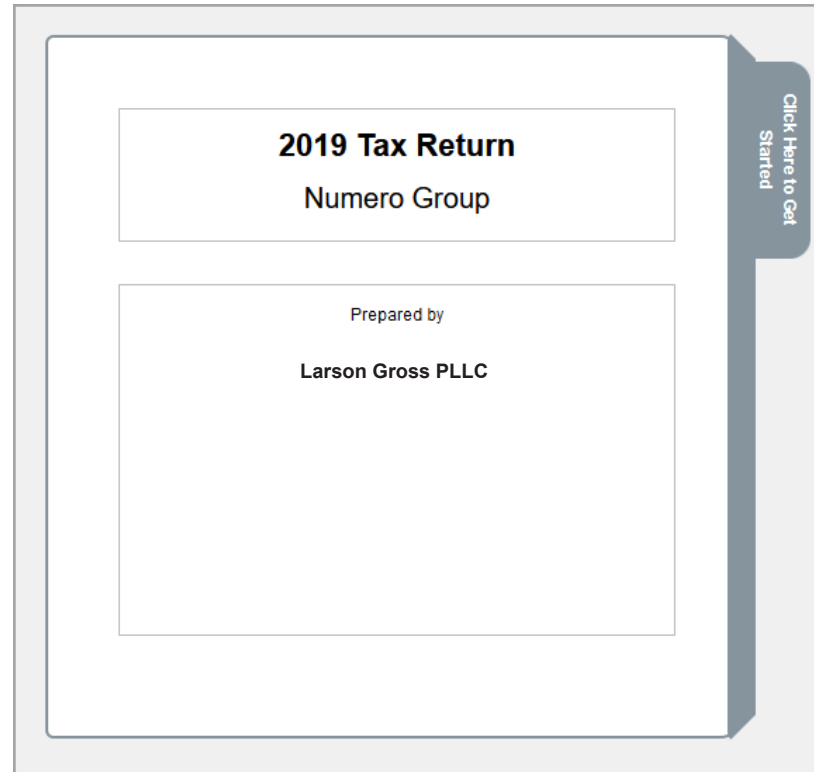 2019 Tax Return
Numero Group
Prepared by
Larson Gross PLLC
Click Here to Get
Started